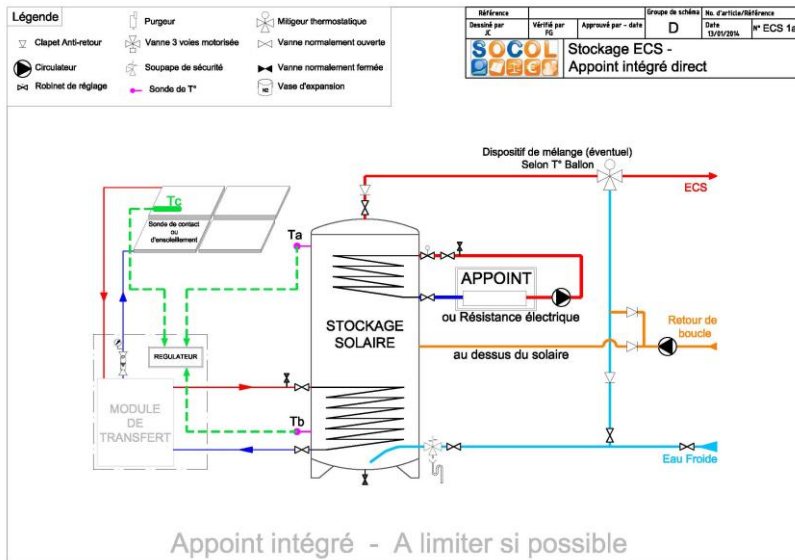 Légende
Clapet Anti-retour
Circulateur
Robinet de réglage
Purgeur
Vanne 3 voies motorisée
Soupape de sécurité
Sonde de T°
Mitigeur thermostatique
Vanne normalement ouverte
Vanne normalement fermée
Vase d'expansion
Référence
Groupe de schéma
No. d'article/Référence
Dessiné par
JC
Vérifié par
FG
Approuvé par - date
D
Date
13/01/2014
N° ECS 1a
SOCOL
Stockage ECS -
Appoint intégré direct
Dispositif de mélange (éventuel)
Selon T° Ballon
ECS
Tc
Sonde de contact
ou
d'ensoleillement
Ta
APPOINT
ou Résistance électrique
STOCKAGE
SOLAIRE
Retour de
boucle
au dessus du solaire
REGULATEUR
MODULE
DE
TRANSFERT
Tb
Eau Froide
Appoint intégré - A limiter si possible